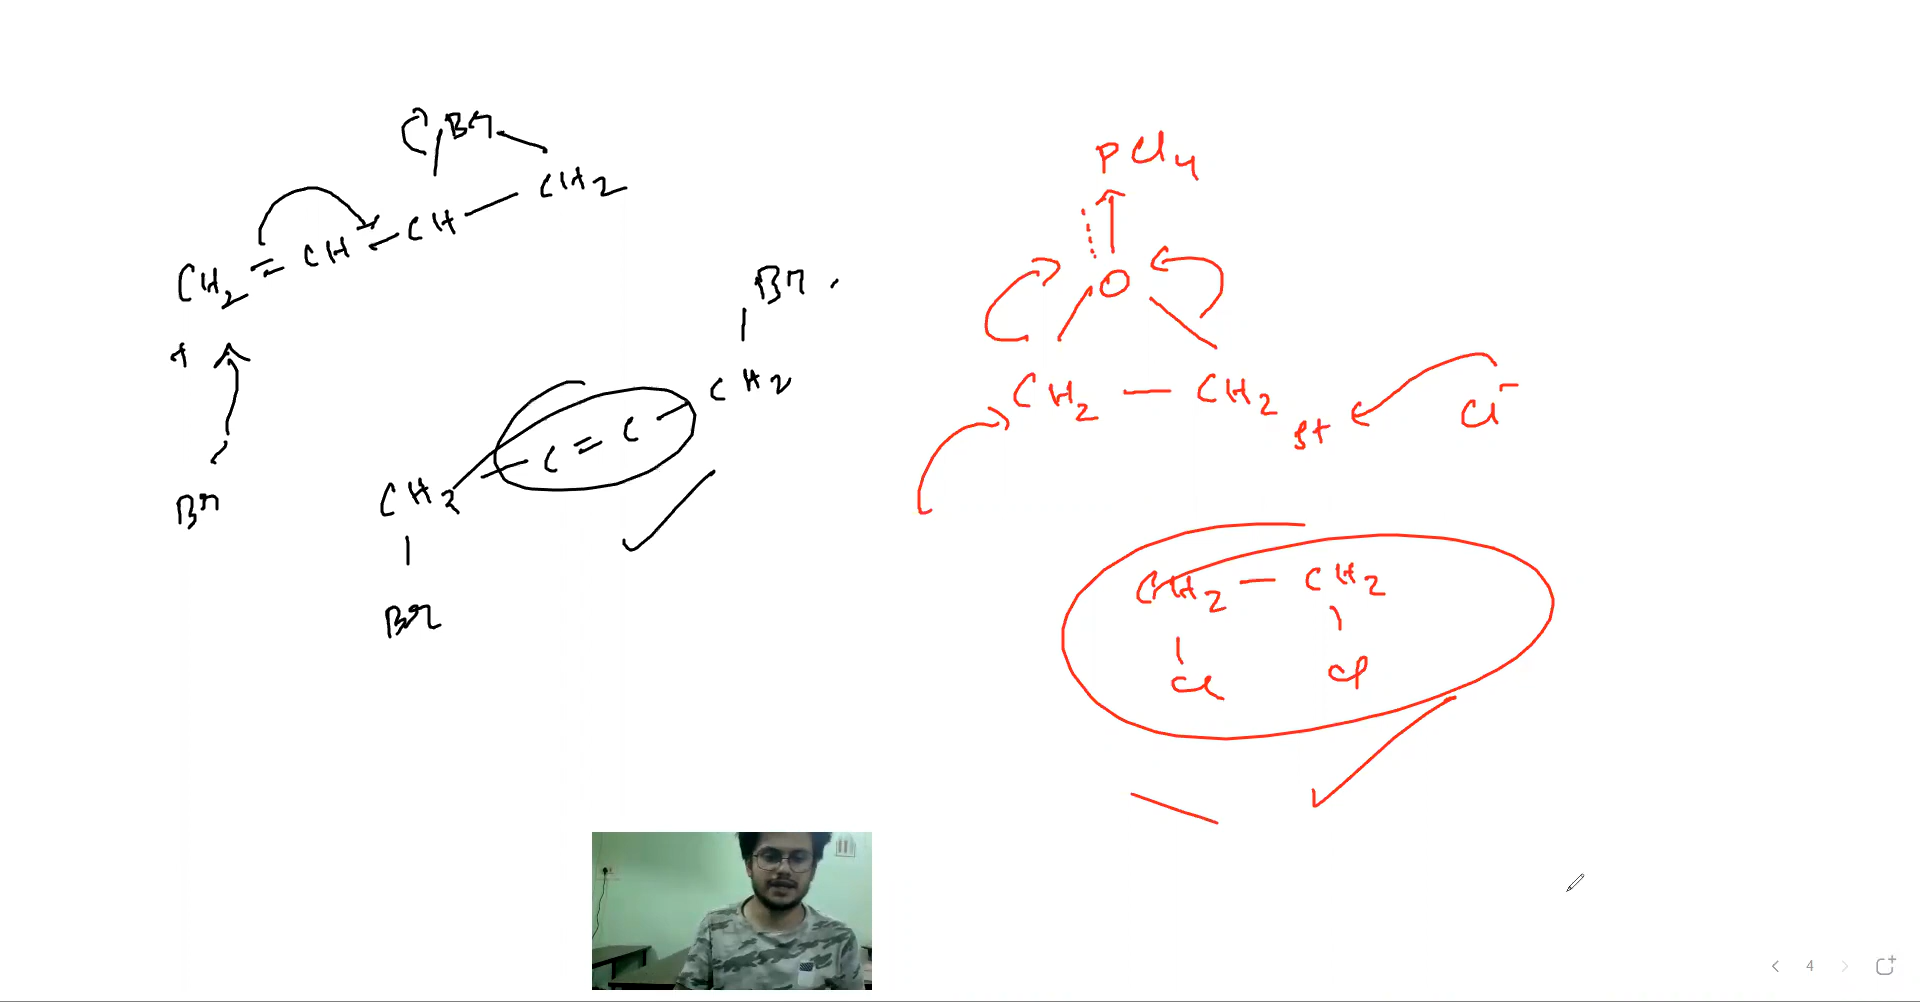 Br
CH2 = CH - CH - CH2
+
Br
Br
CH2 - C = C - CH2
Br
PCl4
O
CH2 - CH2
δ+
Cl-
CH2 - CH2
Cl Cl
4